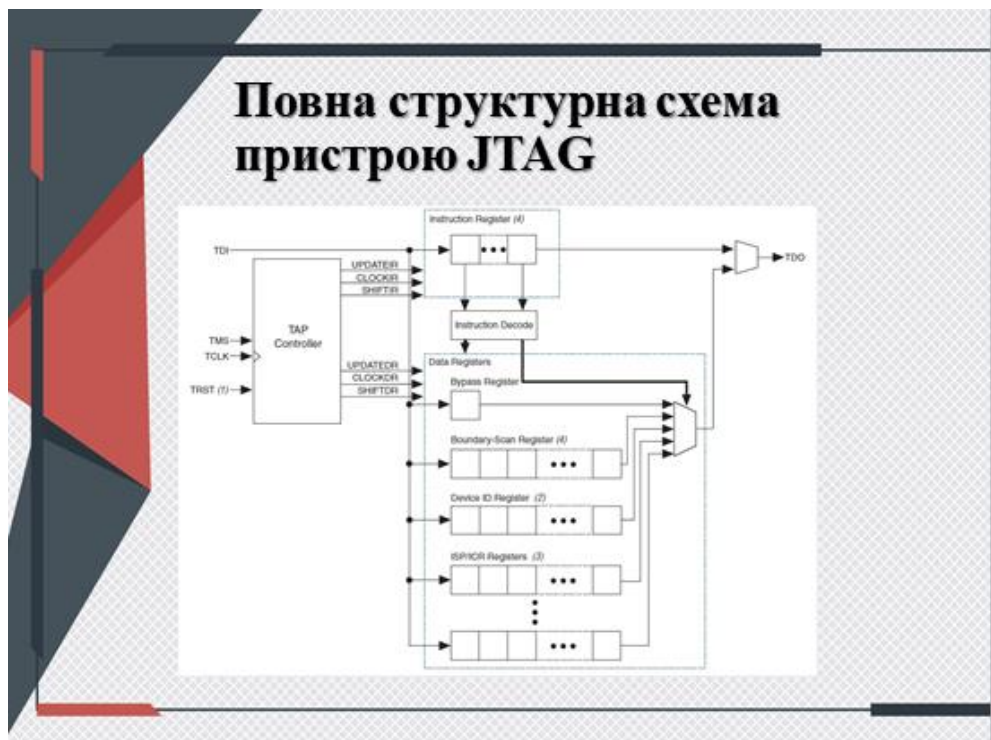 Повна структурна схема
пристрою JTAG
Instruction Register (4)
TDI
TDO
UPDATEIR
CLOCKIR
SHIFTIR
TAP
Controller
Instruction Decode
TMS
TCLK
TRST (1)
UPDATEDR
CLOCKDR
SHIFTDR
Data Registers
Bypass Register
Boundary-Scan Register (4)
Device ID Register (2)
ISP/ICR Registers (3)